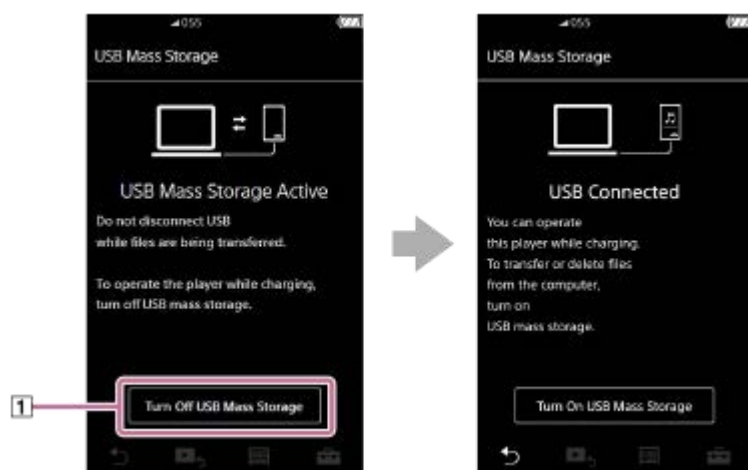 055
USB Mass Storage
USB Mass Storage Active
Do not disconnect USB
while files are being transferred.
To operate the player while charging,
turn off USB mass storage.
Turn Off USB Mass Storage
1
055
USB Mass Storage
USB Connected
You can operate
this player while charging.
To transfer or delete files
from the computer,
turn on
USB mass storage.
Turn On USB Mass Storage